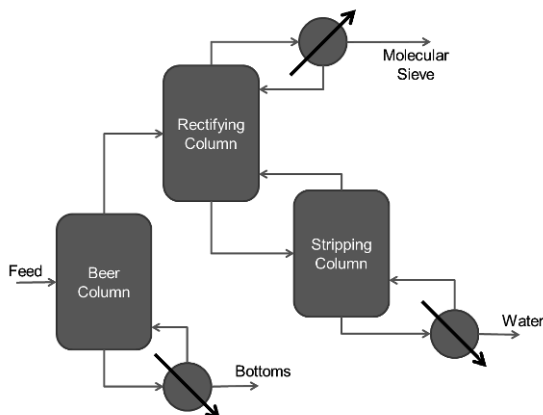 Molecular
Sieve
Rectifying
Column
Stripping
Column
Feed
Beer
Column
Water
Bottoms